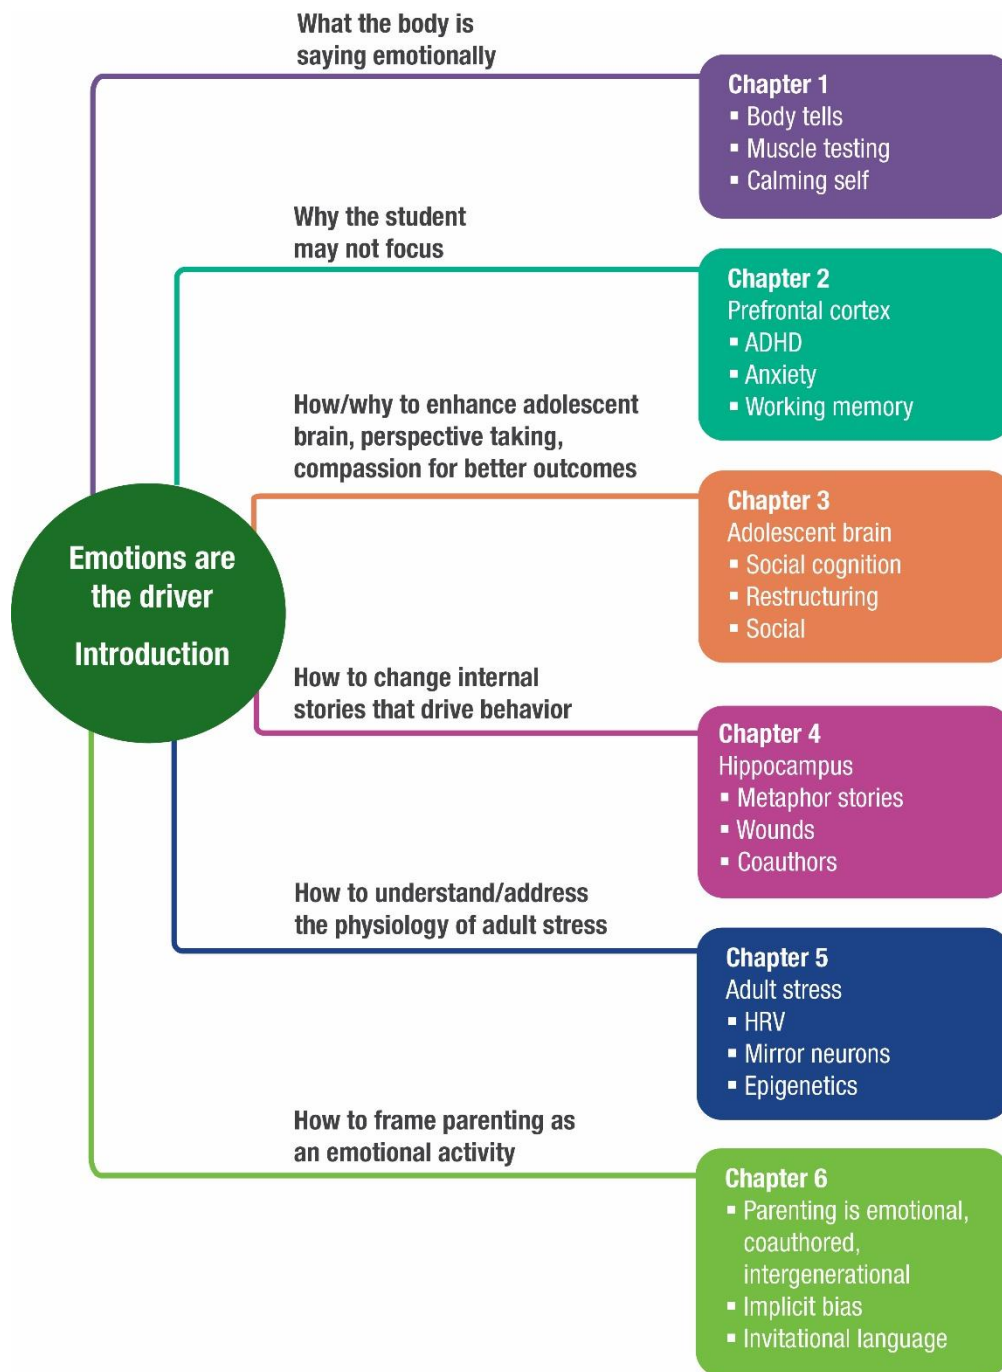 What the body is
saying emotionally
Chapter 1
▪ Body tells
▪ Muscle testing
▪ Calming self
Why the student
may not focus
Chapter 2
Prefrontal cortex
▪ ADHD
▪ Anxiety
▪ Working memory
How/why to enhance adolescent
brain, perspective taking,
compassion for better outcomes
Chapter 3
Adolescent brain
▪ Social cognition
▪ Restructuring
▪ Social
Emotions are
the driver
Introduction
How to change internal
stories that drive behavior
Chapter 4
Hippocampus
▪ Metaphor stories
▪ Wounds
▪ Coauthors
How to understand/address
the physiology of adult stress
Chapter 5
Adult stress
▪ HRV
▪ Mirror neurons
▪ Epigenetics
How to frame parenting as
an emotional activity
Chapter 6
▪ Parenting is emotional,
coauthored,
intergenerational
▪ Implicit bias
▪ Invitational language